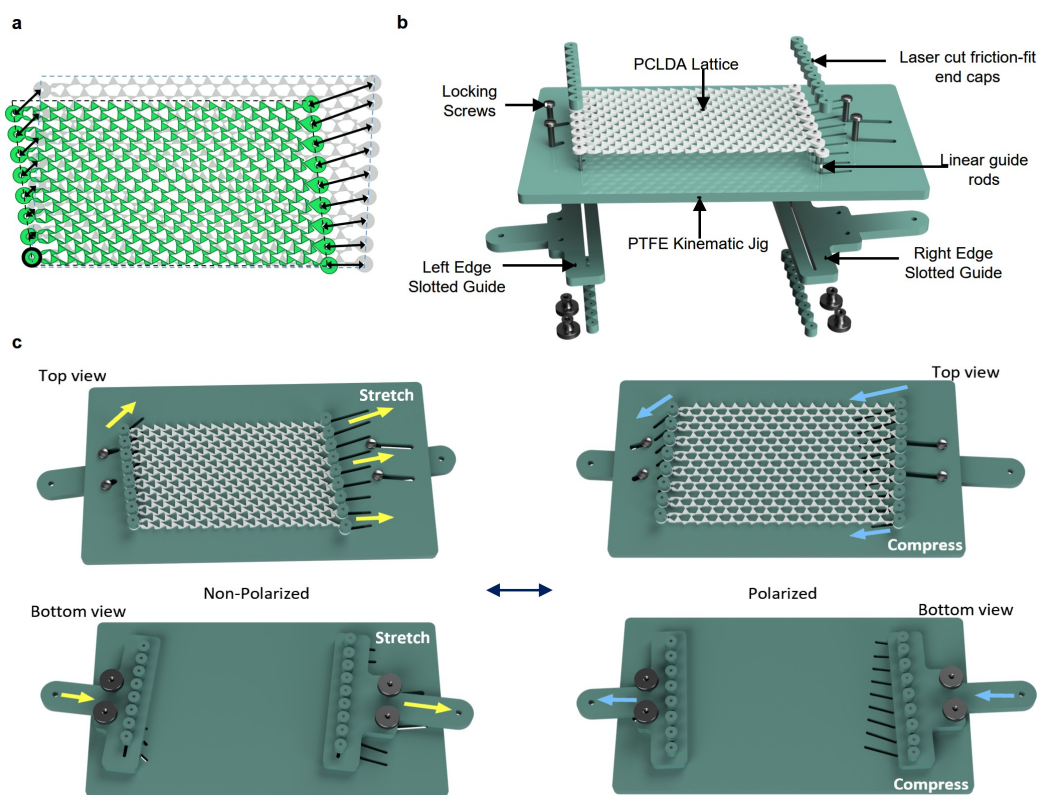 a
b
PCLDA Lattice
Laser cut friction-fit
end caps
Locking
Screws
Linear guide
rods
PTFE Kinematic Jig
Left Edge
Slotted Guide
Right Edge
Slotted Guide
c
Top view
Stretch
Top view
Compress
Non-Polarized
Polarized
Bottom view
Stretch
Bottom view
Compress